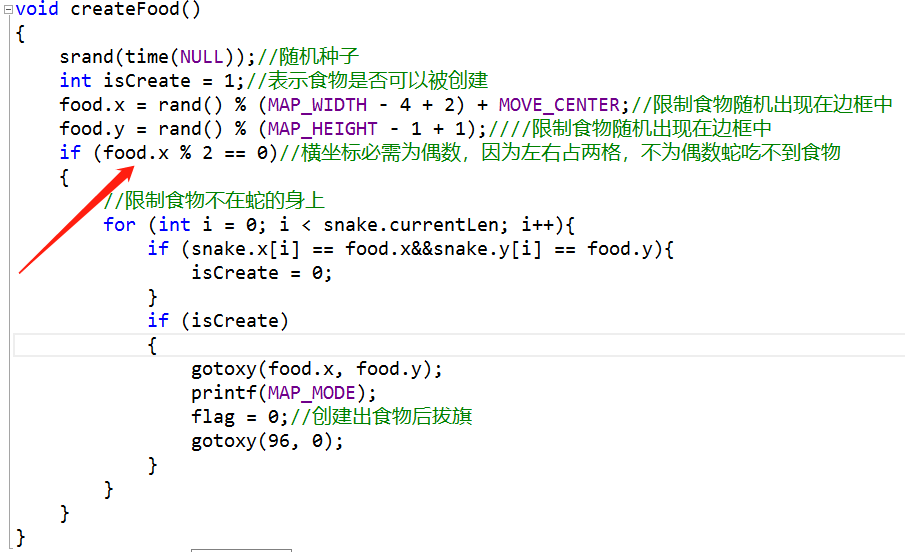 void createFood()
{
srand(time(NULL));//随机种子
int isCreate = 1;//表示食物是否可以被创建
food.x = rand() % (MAP_WIDTH - 4 + 2) + MOVE_CENTER;//限制食物随机出现在边框中
food.y = rand() % (MAP_HEIGHT - 1 + 1);////限制食物随机出现在边框中
if (food.x % 2 == 0)//横坐标必需为偶数，因为左右占两格，不为偶数蛇吃不到食物
{
//限制食物不在蛇的身上
for (int i = 0; i < snake.currentLen; i++){
if (snake.x[i] == food.x&&snake.y[i] == food.y){
isCreate = 0;
}
if (isCreate)
{
gotoxy(food.x, food.y);
printf(MAP_MODE);
flag = 0;//创建出食物后拔旗
gotoxy(96, 0);
}
}
}
}